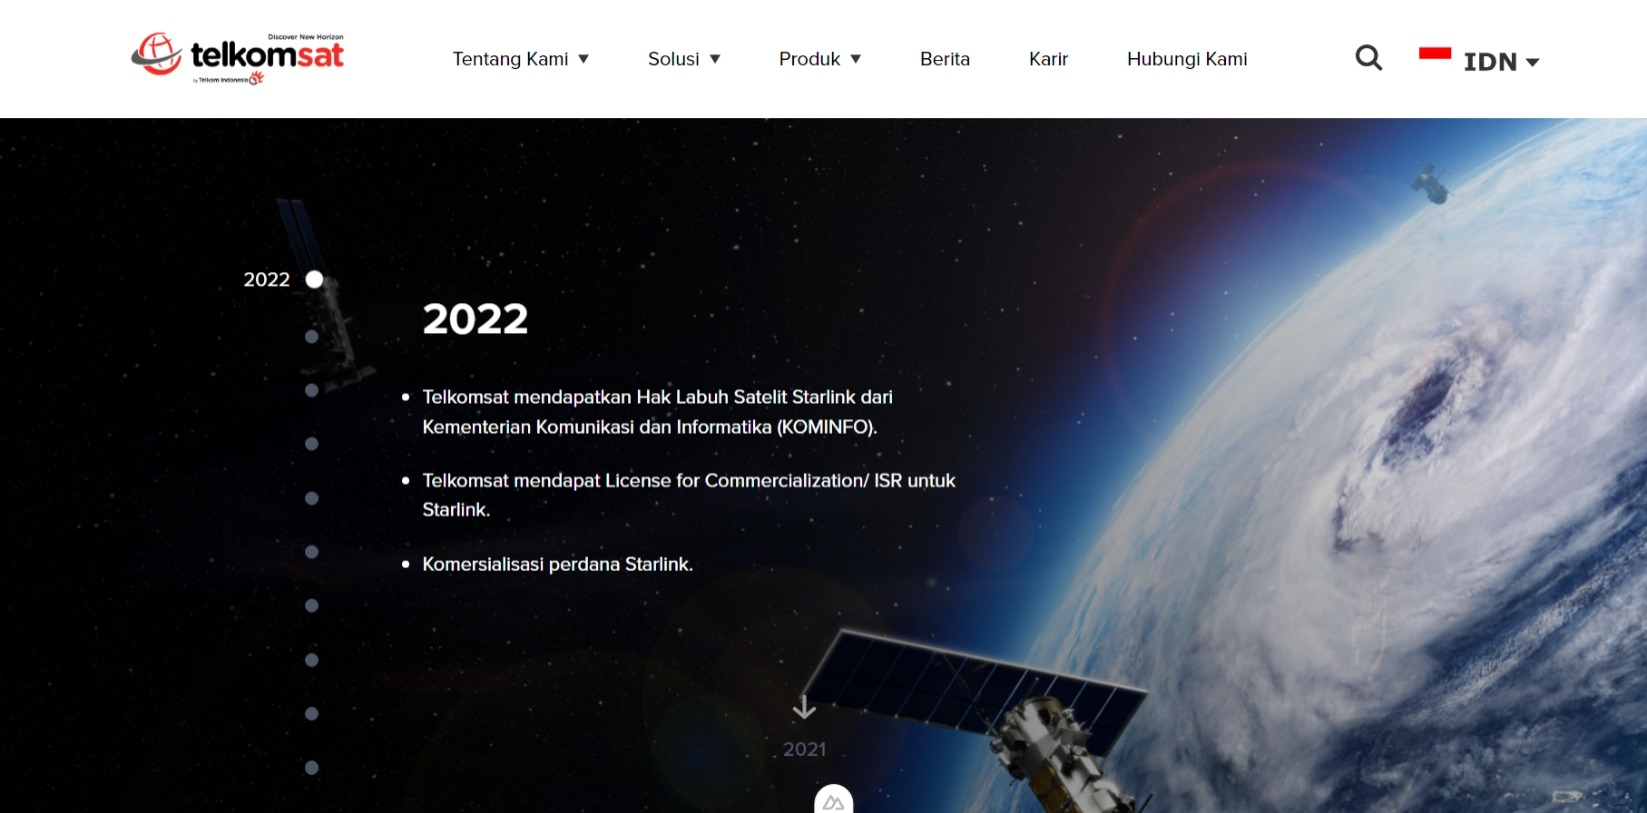 Discover New Horizon
telkomsat
by Telkom Indonesia
Tentang Kami ▼
Solusi ▼
Produk ▼
Berita
Karir
Hubungi Kami
IDN
2022
2022
• Telkomsat mendapatkan Hak Labuh Satelit Starlink dari
Kementerian Komunikasi dan Informatika (KOMINFO).
• Telkomsat mendapat License for Commercialization/ ISR untuk
Starlink.
• Komersialisasi perdana Starlink.
2021